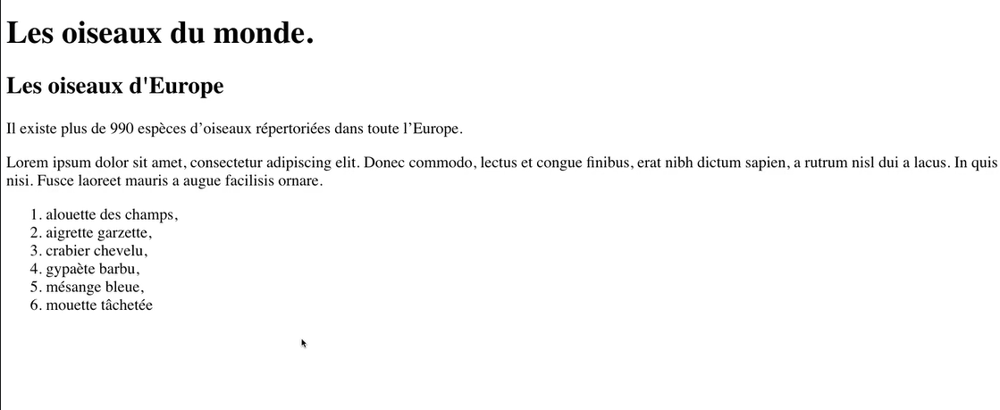 Les oiseaux du monde.
Les oiseaux d'Europe
Il existe plus de 990 espèces d’oiseaux répertoriées dans toute l’Europe.
Lorem ipsum dolor sit amet, consectetur adipiscing elit. Donec commodo, lectus et congue finibus, erat nibh dictum sapien, a rutrum nisl dui a lacus. In quis
nisi. Fusce laoreet mauris a augue facilisis ornare.
1. alouette des champs,
2. aigrette garzette,
3. crabier chevelu,
4. gypaète barbu,
5. mésange bleue,
6. mouette tâchetée